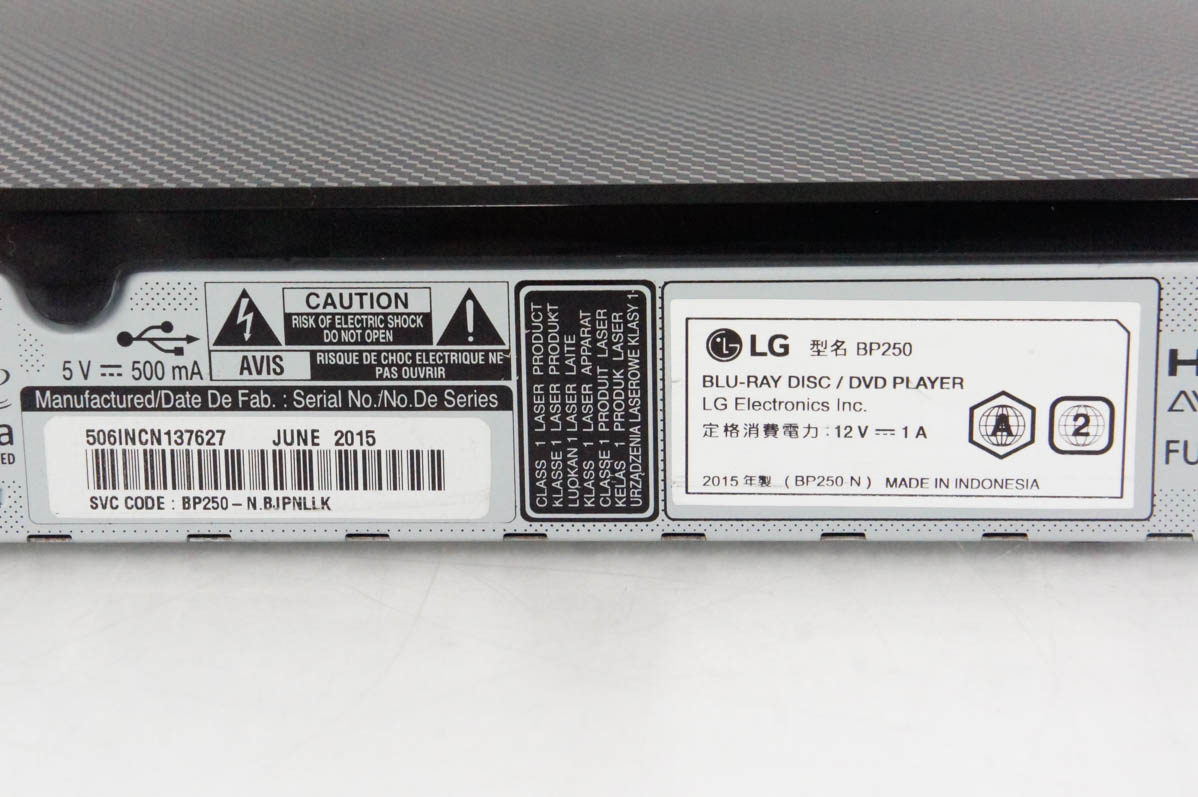 5 V ⎓ 500 mA
CAUTION
RISK OF ELECTRIC SHOCK
DO NOT OPEN
AVIS
RISQUE DE CHOC ELECTRIQUE NE
PAS OUVRIR
Manufactured/Date De Fab. : Serial No./No.De Series
506INCN137627 JUNE 2015
SVC CODE : BP250-N.BJPNLLK
CLASS 1 LASER PRODUCT
KLASSE 1 LASER PRODUKT
LUOKAN 1 LASER LAITE
KLASS 1 LASER APPARAT
CLASSE 1 PRODUIT LASER
KELAS 1 PRODUK LASER
URZĄDZENIA LASEROWE KLASY 1
LG 型名 BP250
BLU-RAY DISC / DVD PLAYER
LG Electronics Inc.
定格消費電力 : 12 V ⎓ 1 A
A 2
2015 年製 ( BP250-N ) MADE IN INDONESIA
FU